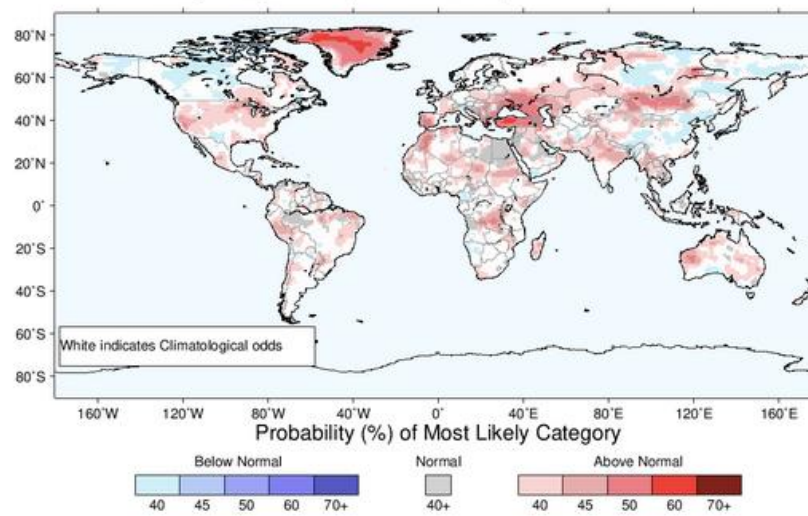 80°N
60°N
40°N
20°N
0°
20°S
40°S
60°S
80°S
White indicates Climatological odds
160°W 120°W 80°W 40°W 0° 40°E 80°E 120°E 160°E
Probability (%) of Most Likely Category
Below Normal Normal Above Normal
40 45 50 60 70+ 40+ 40 45 50 60 70+